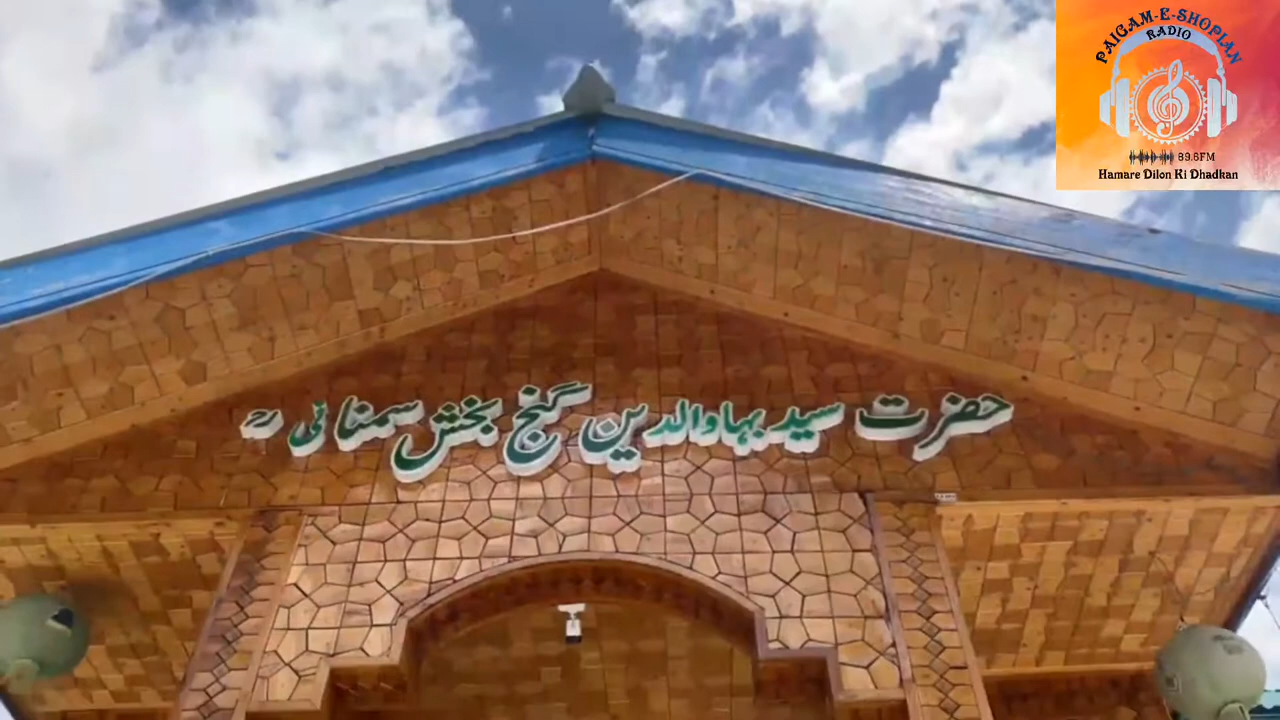 حضرت سید بہاوالدین گنج بخش سمنانی رح
PAIGAM-E-SHOPIAN
RADIO
89.6FM
Hamare Dilon Ki Dhadkan